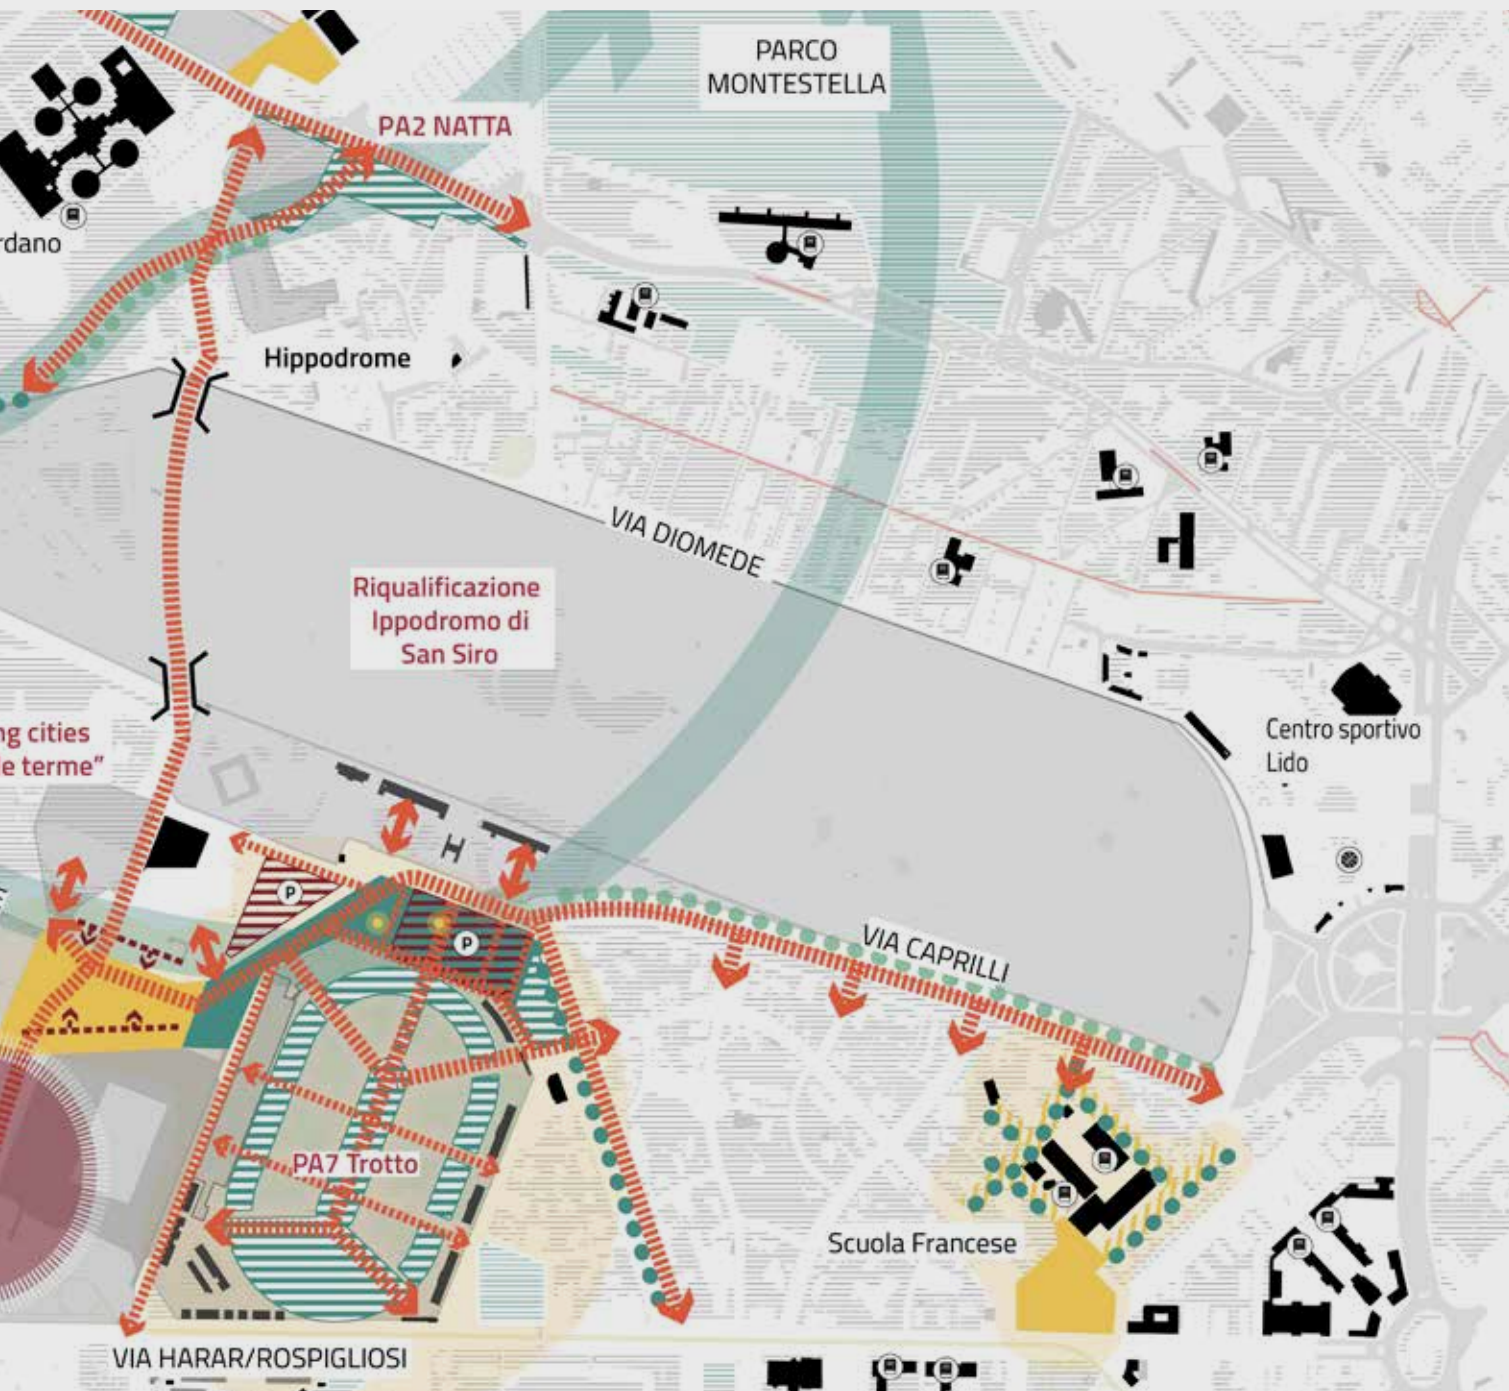 PARCO
MONTESTELLA
PA2 NATTA
rdano
Hippodrome
VIA DIOMEDE
Riqualificazione
Ippodromo di
San Siro
ng cities
le terme”
Centro sportivo
Lido
P
P
VIA CAPRILLI
PA7 Trotto
Scuola Francese
VIA HARAR/ROSPIGLIOSI